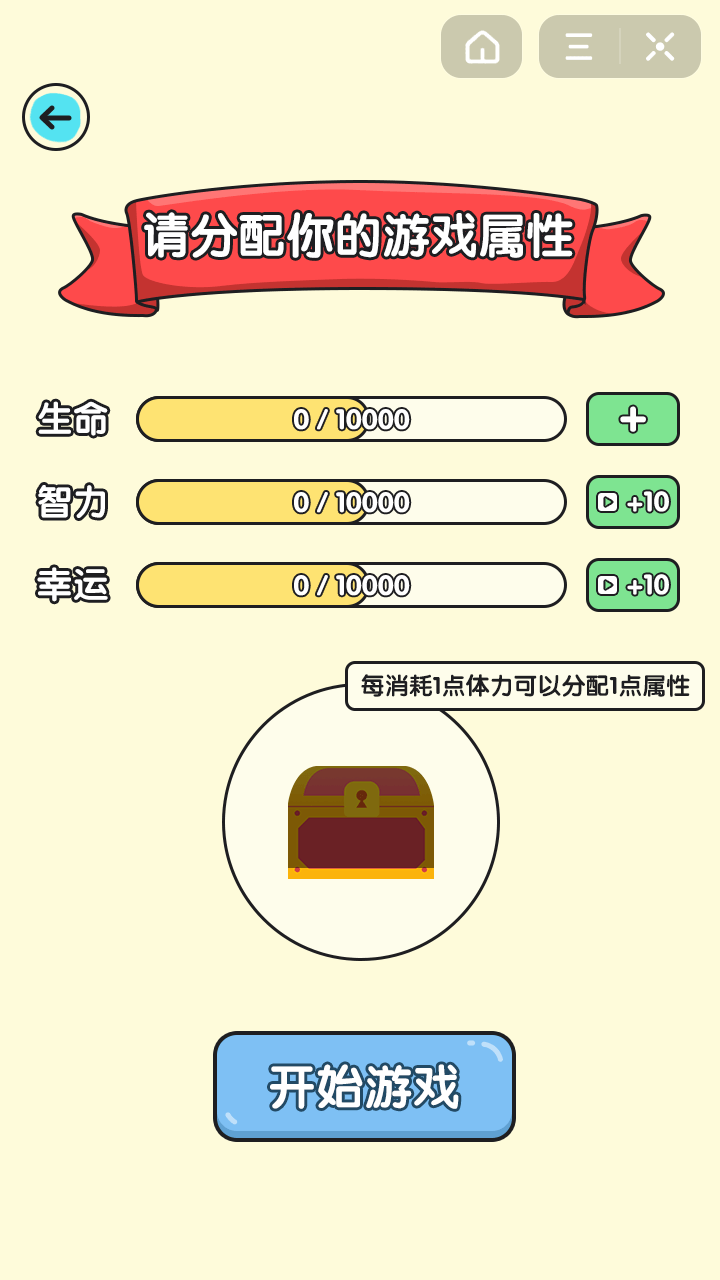 请分配你的游戏属性
生命 0 / 10000
智力 0 / 10000 +10
幸运 0 / 10000 +10
每消耗1点体力可以分配1点属性
开始游戏